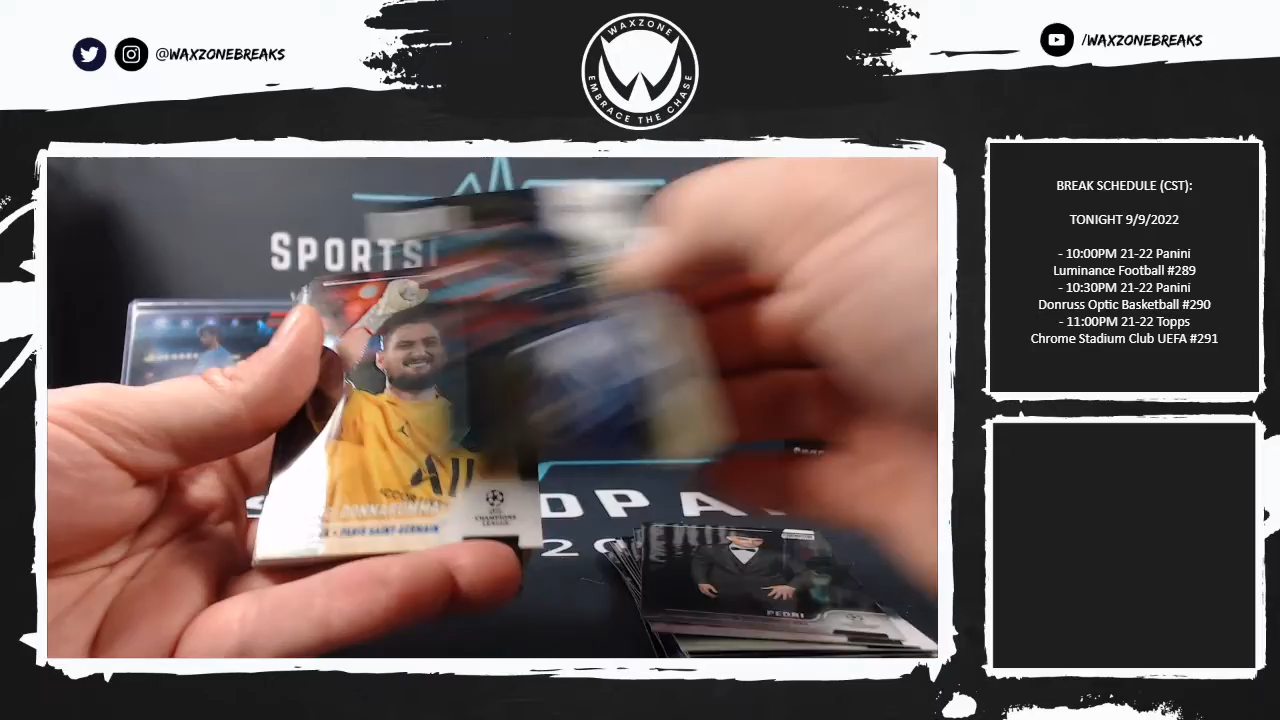 @WAXZONEBREAKS
WAXZONE
EMBRACE THE CHASE
/WAXZONEBREAKS
BREAK SCHEDULE (CST):
TONIGHT 9/9/2022
- 10:00PM 21-22 Panini
Luminance Football #289
- 10:30PM 21-22 Panini
Donruss Optic Basketball #290
- 11:00PM 21-22 Topps
Chrome Stadium Club UEFA #291
SPORTS
DONNARUMMA
PARIS SAINT-GERMAIN
CHAMPIONS
LEAGUE
PEDRI